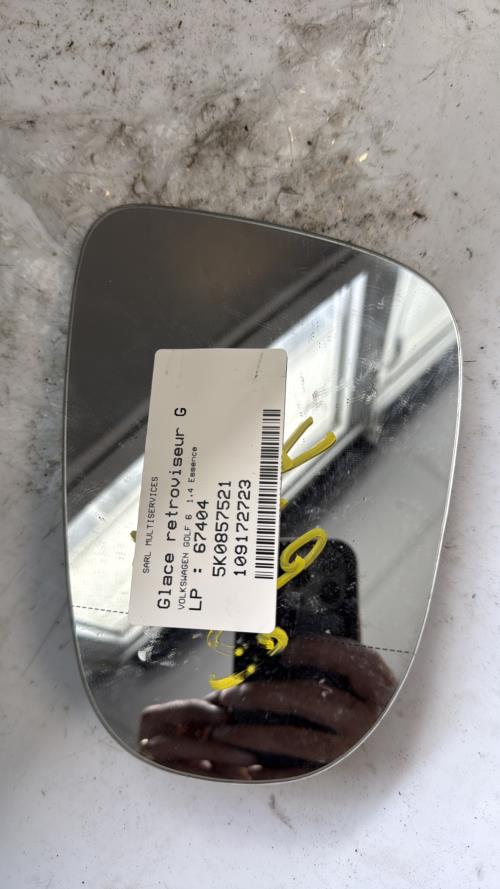 SARL MULTISERVICES
Glace retroviseur G
VOLKSWAGEN GOLF 6 1.4 Essence
LP : 67404
5K0857521
109172723